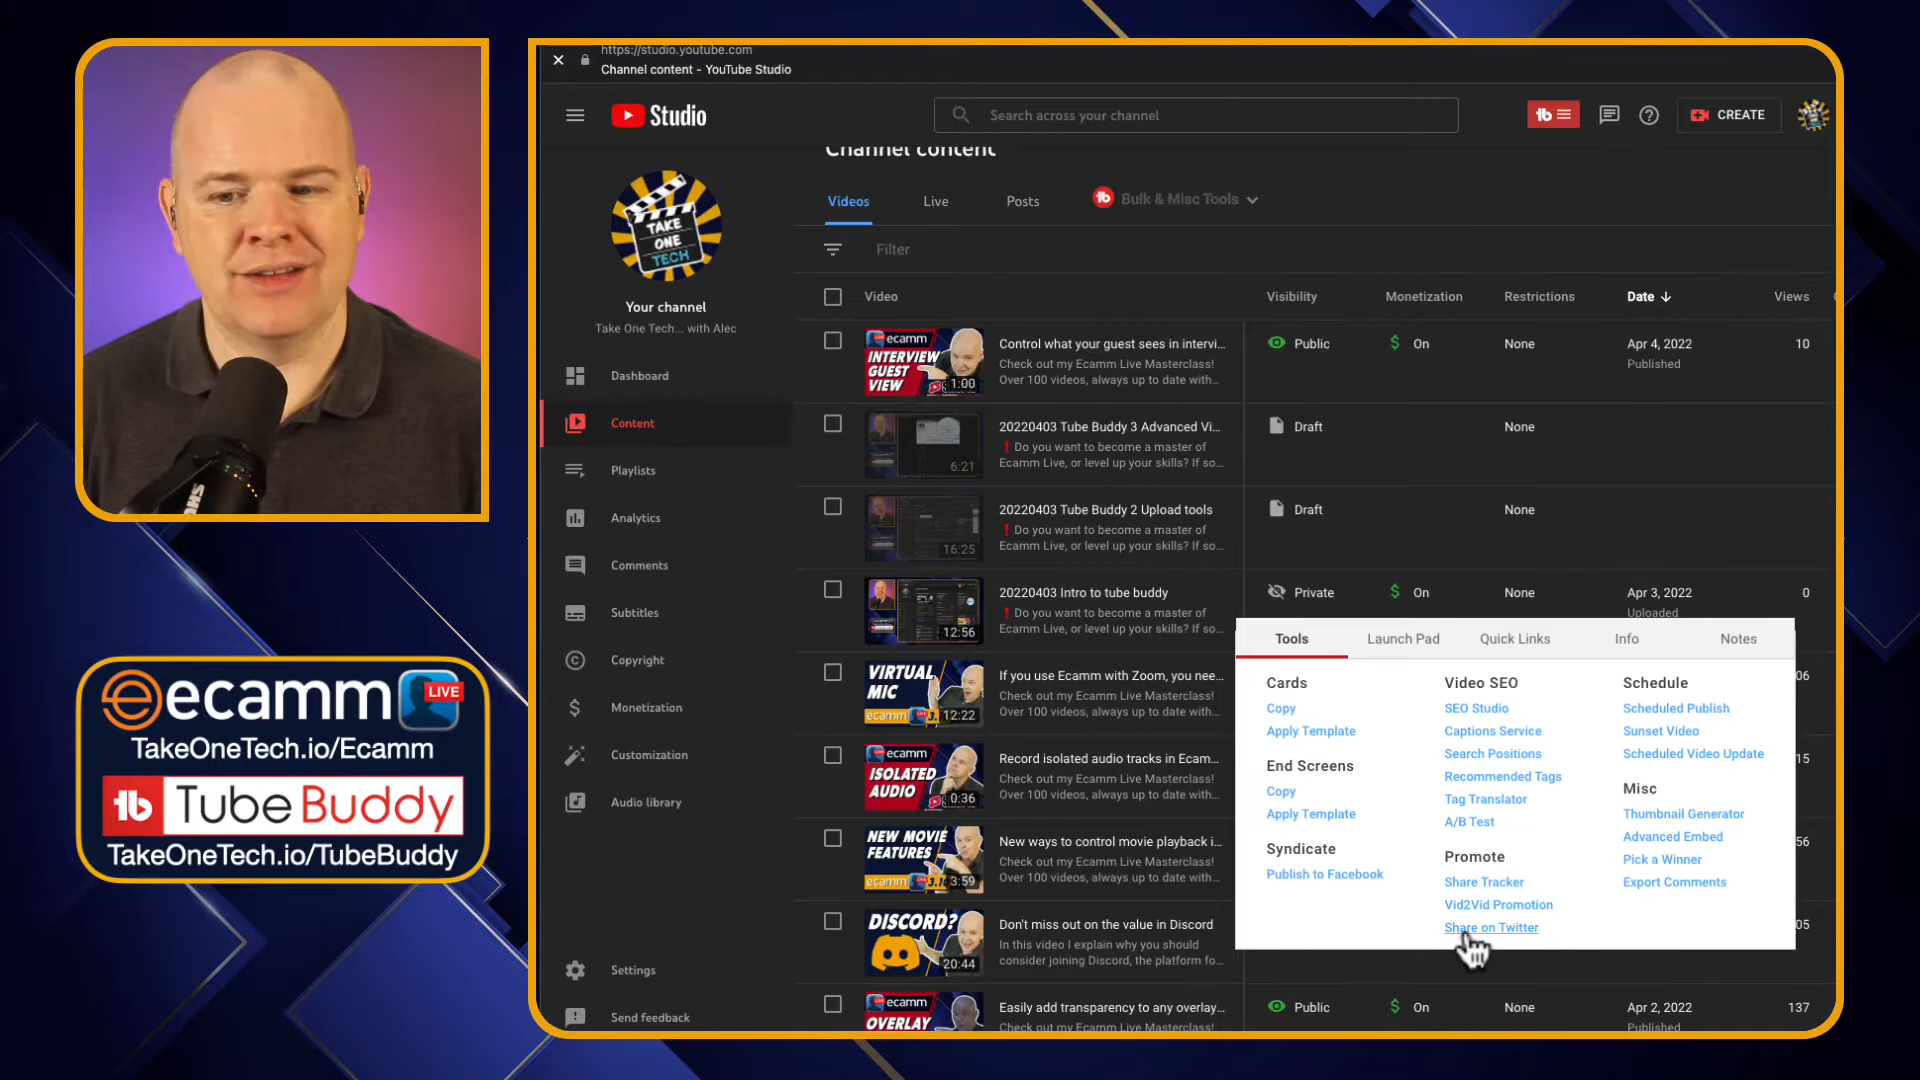 https://studio.youtube.com
Channel content - YouTube Studio
Studio
Search across your channel
CREATE
Channel content
TAKE
ONE
TECH
Videos
Live
Posts
Bulk & Misc Tools
Filter
Your channel
Take One Tech... with Alec
Dashboard
Content
Playlists
Analytics
Comments
Subtitles
Copyright
Monetization
Customization
Audio library
Settings
Send feedback
Video
Visibility
Monetization
Restrictions
Date
Views
ecamm
INTERVIEW
GUEST
VIEW
1:00
Control what your guest sees in intervi...
Check out my Ecamm Live Masterclass!
Over 100 videos, always up to date with...
Public
On
None
Apr 4, 2022
Published
10
6:21
20220403 Tube Buddy 3 Advanced Vi...
❗Do you want to become a master of
Ecamm Live, or level up your skills? If so...
Draft
None
16:25
20220403 Tube Buddy 2 Upload tools
❗Do you want to become a master of
Ecamm Live, or level up your skills? If so...
Draft
None
12:56
20220403 Intro to tube buddy
❗Do you want to become a master of
Ecamm Live, or level up your skills? If so...
Private
On
None
Apr 3, 2022
Uploaded
0
VIRTUAL
MIC
ecamm
12:22
If you use Ecamm with Zoom, you nee...
Check out my Ecamm Live Masterclass!
Over 100 videos, always up to date with...
06
ecamm
ISOLATED
AUDIO
0:36
Record isolated audio tracks in Ecam...
Check out my Ecamm Live Masterclass!
Over 100 videos, always up to date with...
15
NEW MOVIE
FEATURES
ecamm
3:59
New ways to control movie playback i...
Check out my Ecamm Live Masterclass!
Over 100 videos, always up to date with...
56
DISCORD?
20:44
Don't miss out on the value in Discord
In this video I explain why you should
consider joining Discord, the platform fo...
05
ecamm
OVERLAY
Easily add transparency to any overlay...
Check out my Ecamm Live Masterclass!
Public
On
None
Apr 2, 2022
Published
137
Tools
Launch Pad
Quick Links
Info
Notes
Cards
Copy
Apply Template
End Screens
Copy
Apply Template
Syndicate
Publish to Facebook
Video SEO
SEO Studio
Captions Service
Search Positions
Recommended Tags
Tag Translator
A/B Test
Promote
Share Tracker
Vid2Vid Promotion
Share on Twitter
Schedule
Scheduled Publish
Sunset Video
Scheduled Video Update
Misc
Thumbnail Generator
Advanced Embed
Pick a Winner
Export Comments
ecamm LIVE
TakeOneTech.io/Ecamm
tb TubeBuddy
TakeOneTech.io/TubeBuddy